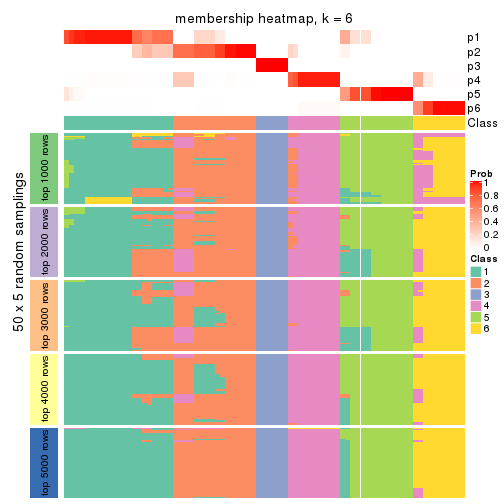 membership heatmap, k = 6
p1
p2
p3
p4
p5
p6
Class
50 x 5 random samplings
top 1000 rows
top 2000 rows
top 3000 rows
top 4000 rows
top 5000 rows
Prob
1
0.8
0.6
0.4
0.2
0
Class
1
2
3
4
5
6